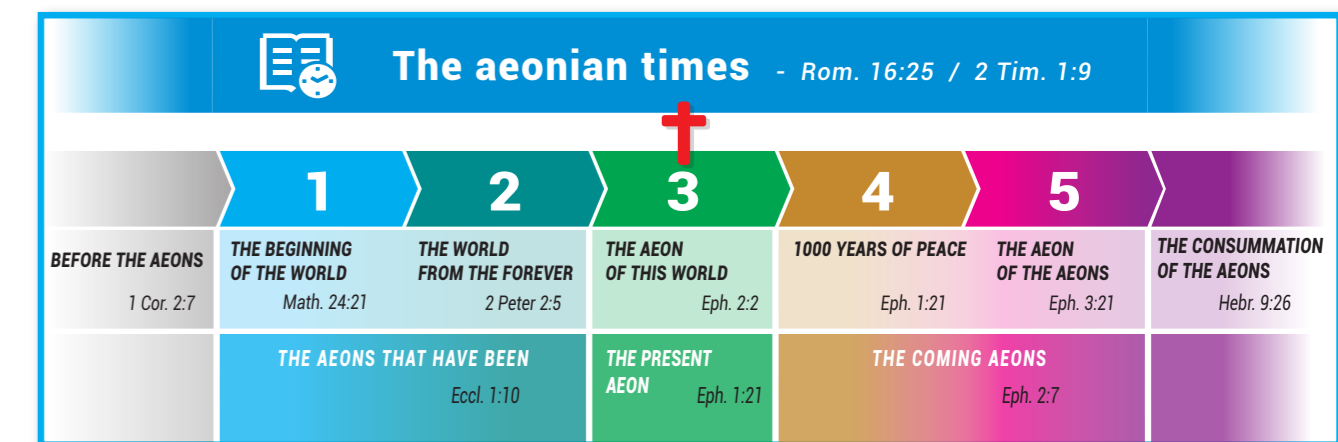 The aeonian times - Rom. 16:25 / 2 Tim. 1:9
1 2 3 4 5
BEFORE THE AEONS
1 Cor. 2:7
THE BEGINNING
OF THE WORLD
Math. 24:21
THE WORLD
FROM THE FOREVER
2 Peter 2:5
THE AEON
OF THIS WORLD
Eph. 2:2
1000 YEARS OF PEACE
Eph. 1:21
THE AEON
OF THE AEONS
Eph. 3:21
THE CONSUMMATION
OF THE AEONS
Hebr. 9:26
THE AEONS THAT HAVE BEEN
Eccl. 1:10
THE PRESENT
AEON Eph. 1:21
THE COMING AEONS
Eph. 2:7